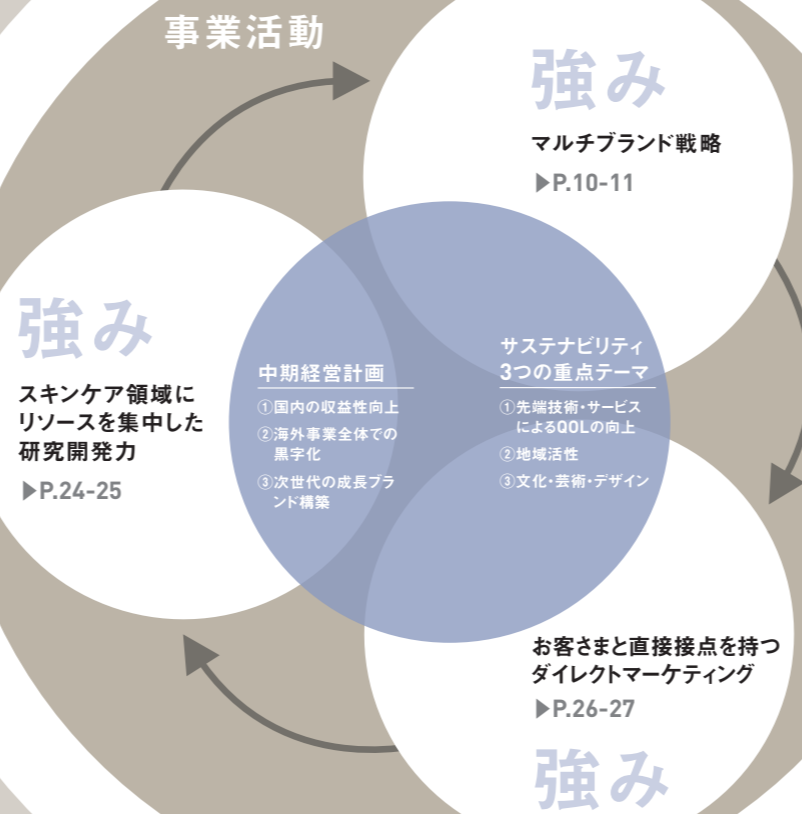 事業活動
強み
マルチブランド戦略
▶P.10-11
強み
スキンケア領域に
リソースを集中した
研究開発力
▶P.24-25
中期経営計画
①国内の収益性向上
②海外事業全体での
黒字化
③次世代の成長ブラ
ンド構築
サステナビリティ
3つの重点テーマ
①先端技術・サービス
によるQOLの向上
②地域活性
③文化・芸術・デザイン
お客さまと直接接点を持つ
ダイレクトマーケティング
▶P.26-27
強み